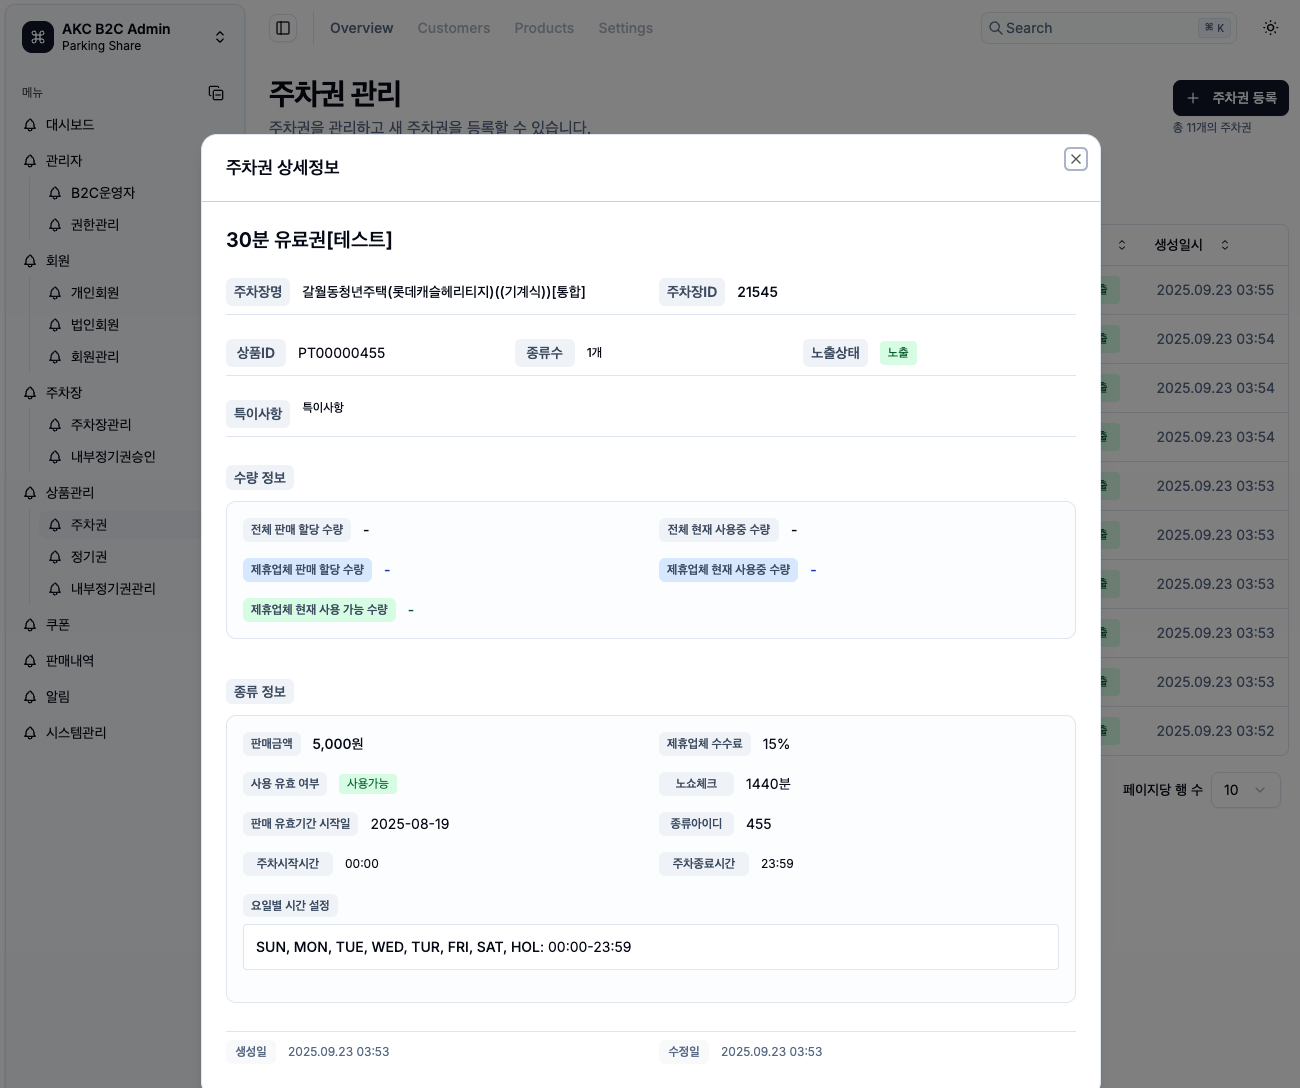 AKC B2C Admin
Parking Share
Overview
Customers
Products
Settings
Search
⌘ K
메뉴
대시보드
관리자
B2C운영자
권한관리
회원
개인회원
법인회원
회원관리
주차장
주차장관리
내부정기권승인
상품관리
주차권
정기권
내부정기권관리
쿠폰
판매내역
알림
시스템관리
주차권 관리
주차권을 관리하고 새 주차권을 등록할 수 있습니다.
+ 주차권 등록
총 11개의 주차권
주차권 상세정보
30분 유료권[테스트]
주차장명 갈월동청년주택(롯데캐슬헤리티지)((기계식))[통합]
주차장ID 21545
상품ID PT00000455
종류수 1개
노출상태 노출
특이사항 특이사항
수량 정보
전체 판매 할당 수량 -
전체 현재 사용중 수량 -
제휴업체 판매 할당 수량 -
제휴업체 현재 사용중 수량 -
제휴업체 현재 사용 가능 수량 -
종류 정보
판매금액 5,000원
제휴업체 수수료 15%
사용 유효 여부 사용가능
노쇼체크 1440분
판매 유효기간 시작일 2025-08-19
종류아이디 455
주차시작시간 00:00
주차종료시간 23:59
요일별 시간 설정
SUN, MON, TUE, WED, TUR, FRI, SAT, HOL: 00:00-23:59
생성일 2025.09.23 03:53
수정일 2025.09.23 03:53
생성일시
출 2025.09.23 03:55
출 2025.09.23 03:54
출 2025.09.23 03:54
출 2025.09.23 03:54
출 2025.09.23 03:53
출 2025.09.23 03:53
출 2025.09.23 03:53
출 2025.09.23 03:53
출 2025.09.23 03:53
출 2025.09.23 03:52
페이지당 행 수 10